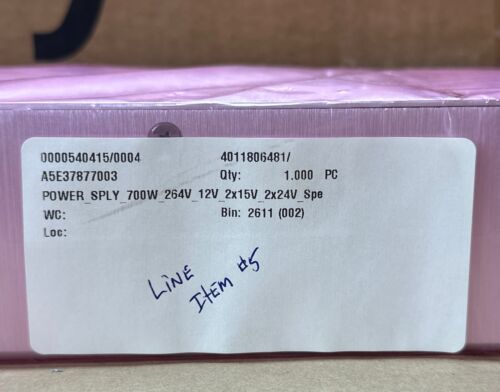 0000540415/0004 4011806481/
A5E37877003 Qty: 1.000 PC
POWER_SPLY_700W_264V_12V_2x15V_2x24V_Spe
WC: Bin: 2611 (002)
Loc:
LINE
ITEM #5